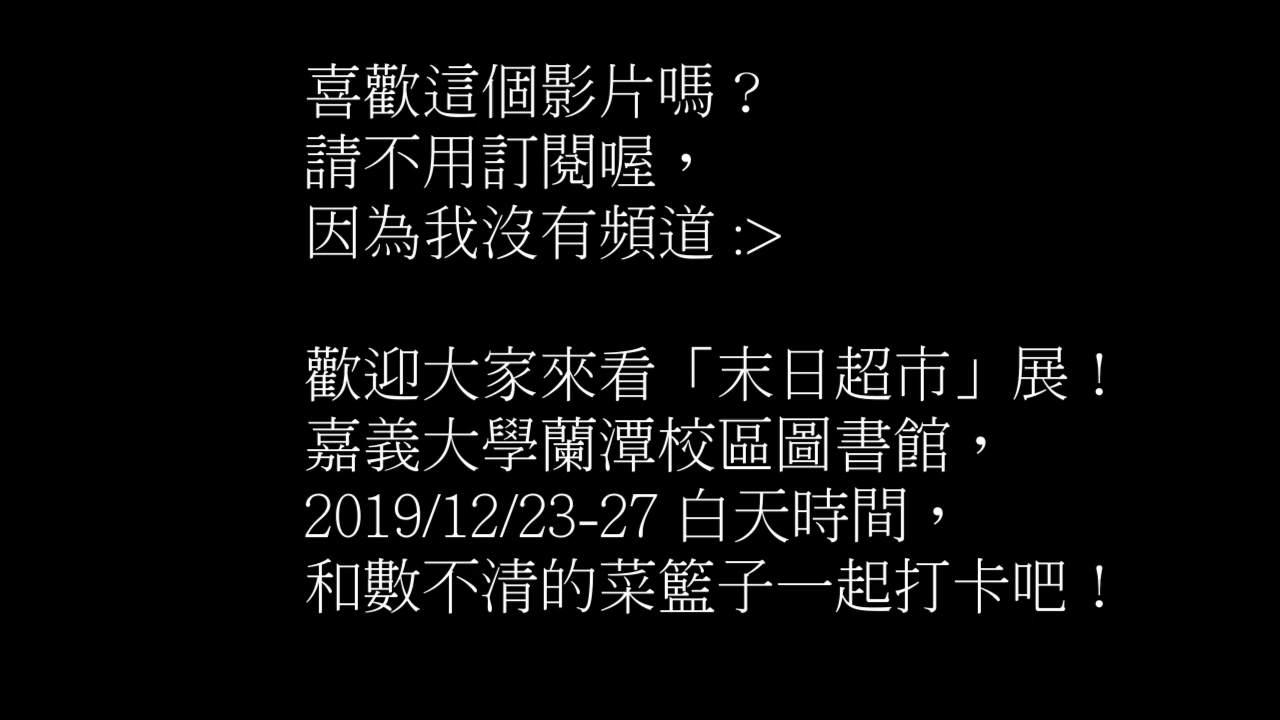 喜歡這個影片嗎？
請不用訂閱喔，
因為我沒有頻道 :>
歡迎大家來看「末日超市」展！
嘉義大學蘭潭校區圖書館，
2019/12/23-27 白天時間，
和數不清的菜籃子一起打卡吧！